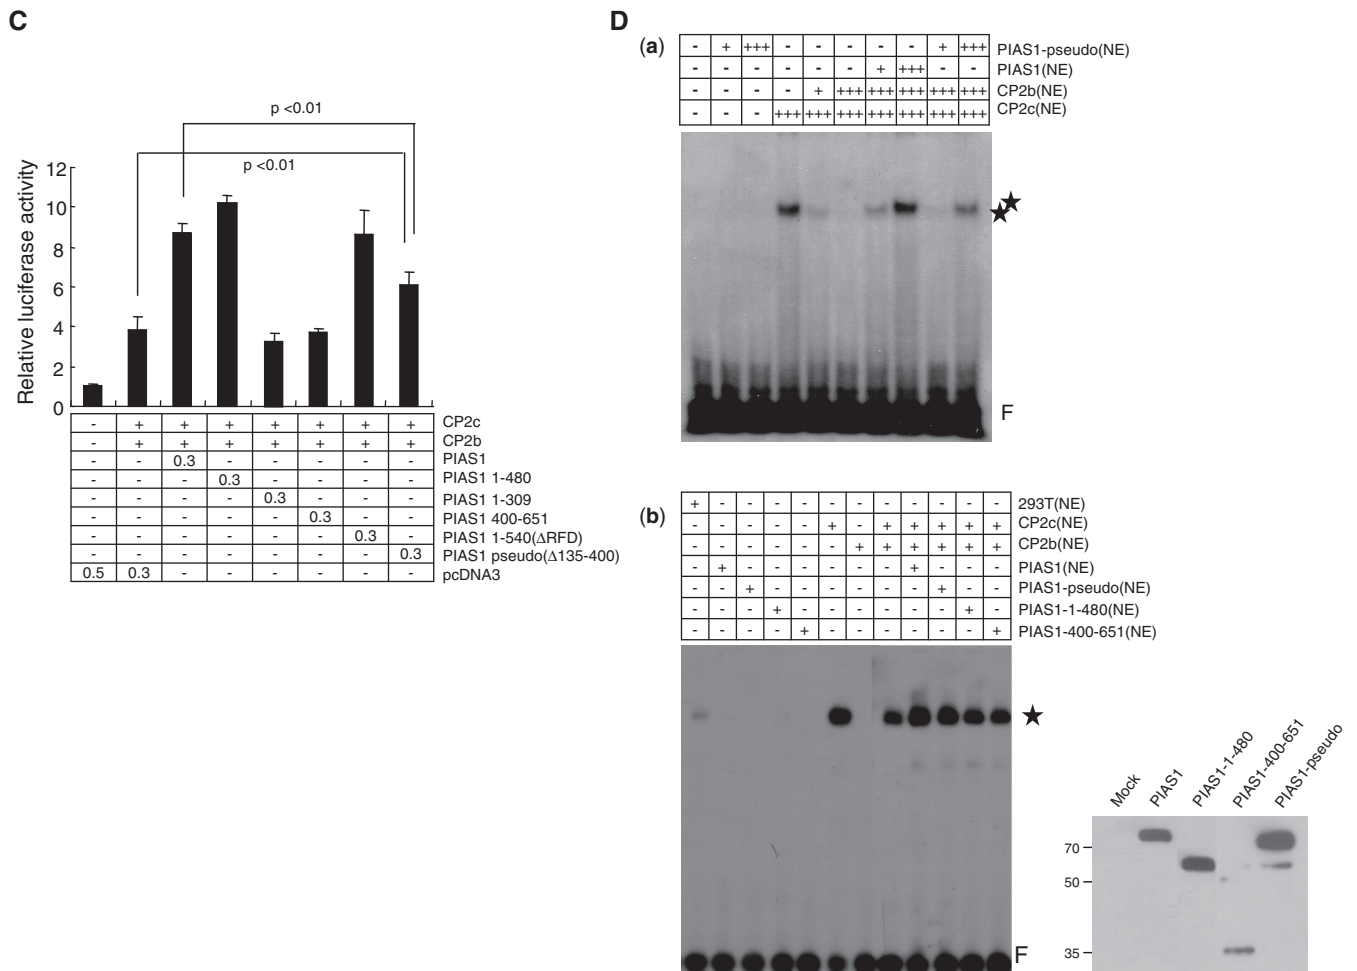 C
p <0.01
p <0.01
Relative luciferase activity
12
10
8
6
4
2
0
- + + + + + + + CP2c
- + + + + + + + CP2b
- - 0.3 - - - - - PIAS1
- - - 0.3 - - - - PIAS1 1-480
- - - - 0.3 - - - PIAS1 1-309
- - - - - 0.3 - - PIAS1 400-651
- - - - - - 0.3 - PIAS1 1-540(ΔRFD)
- - - - - - - 0.3 PIAS1 pseudo(Δ135-400)
0.5 0.3 - - - - - - pcDNA3
D
(a)
- + +++ - - - - - + +++ PIAS1-pseudo(NE)
- - - - - - + +++ - - PIAS1(NE)
- - - - + +++ +++ +++ +++ +++ CP2b(NE)
- - - +++ +++ +++ +++ +++ +++ +++ CP2c(NE)
F
(b)
+ - - - - - - - - - - - 293T(NE)
- - - - - + - + + + + + CP2c(NE)
- - - - - - + + + + + + CP2b(NE)
- + - - - - - - + - - - PIAS1(NE)
- - + - - - - - - + - - PIAS1-pseudo(NE)
- - - + - - - - - - + - PIAS1-1-480(NE)
- - - - + - - - - - - + PIAS1-400-651(NE)
F
Mock
PIAS1
PIAS1-1-480
PIAS1-400-651
PIAS1-pseudo
70
50
35